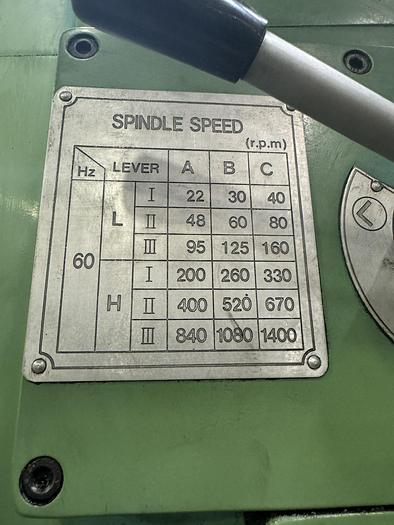 SPINDLE SPEED
(r.p.m)
Hz LEVER A B C
60 L I 22 30 40
II 48 60 80
III 95 125 160
H I 200 260 330
II 400 520 670
III 840 1080 1400
L